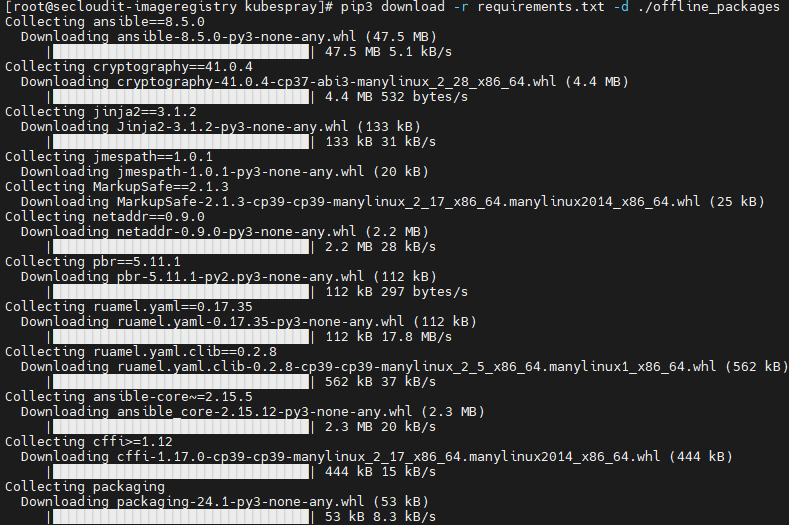 [root@secloudit-imageregistry kubespray]# pip3 download -r requirements.txt -d ./offline_packages
Collecting ansible==8.5.0
Downloading ansible-8.5.0-py3-none-any.whl (47.5 MB)
| | 47.5 MB 5.1 kB/s
Collecting cryptography==41.0.4
Downloading cryptography-41.0.4-cp37-abi3-manylinux_2_28_x86_64.whl (4.4 MB)
| | 4.4 MB 532 bytes/s
Collecting jinja2==3.1.2
Downloading Jinja2-3.1.2-py3-none-any.whl (133 kB)
| | 133 kB 31 kB/s
Collecting jmespath==1.0.1
Downloading jmespath-1.0.1-py3-none-any.whl (20 kB)
Collecting MarkupSafe==2.1.3
Downloading MarkupSafe-2.1.3-cp39-cp39-manylinux_2_17_x86_64.manylinux2014_x86_64.whl (25 kB)
Collecting netaddr==0.9.0
Downloading netaddr-0.9.0-py3-none-any.whl (2.2 MB)
| | 2.2 MB 28 kB/s
Collecting pbr==5.11.1
Downloading pbr-5.11.1-py2.py3-none-any.whl (112 kB)
| | 112 kB 297 bytes/s
Collecting ruamel.yaml==0.17.35
Downloading ruamel.yaml-0.17.35-py3-none-any.whl (112 kB)
| | 112 kB 17.8 MB/s
Collecting ruamel.yaml.clib==0.2.8
Downloading ruamel.yaml.clib-0.2.8-cp39-cp39-manylinux_2_5_x86_64.manylinux1_x86_64.whl (562 kB)
| | 562 kB 37 kB/s
Collecting ansible-core~=2.15.5
Downloading ansible_core-2.15.12-py3-none-any.whl (2.3 MB)
| | 2.3 MB 20 kB/s
Collecting cffi>=1.12
Downloading cffi-1.17.0-cp39-cp39-manylinux_2_17_x86_64.manylinux2014_x86_64.whl (444 kB)
| | 444 kB 15 kB/s
Collecting packaging
Downloading packaging-24.1-py3-none-any.whl (53 kB)
| | 53 kB 8.3 kB/s